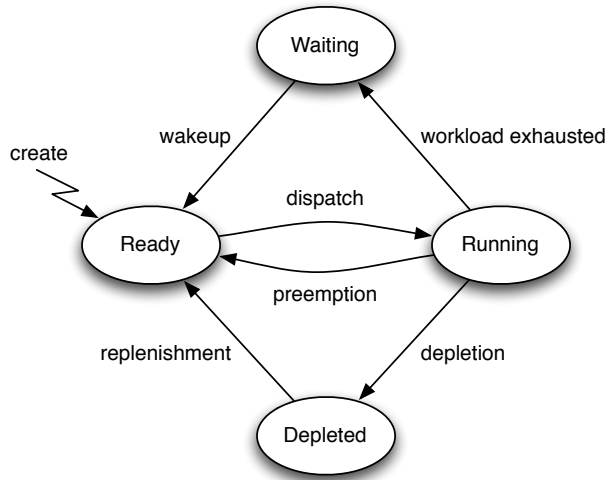 Waiting
wakeup
workload exhausted
create
dispatch
Ready
Running
preemption
replenishment
depletion
Depleted